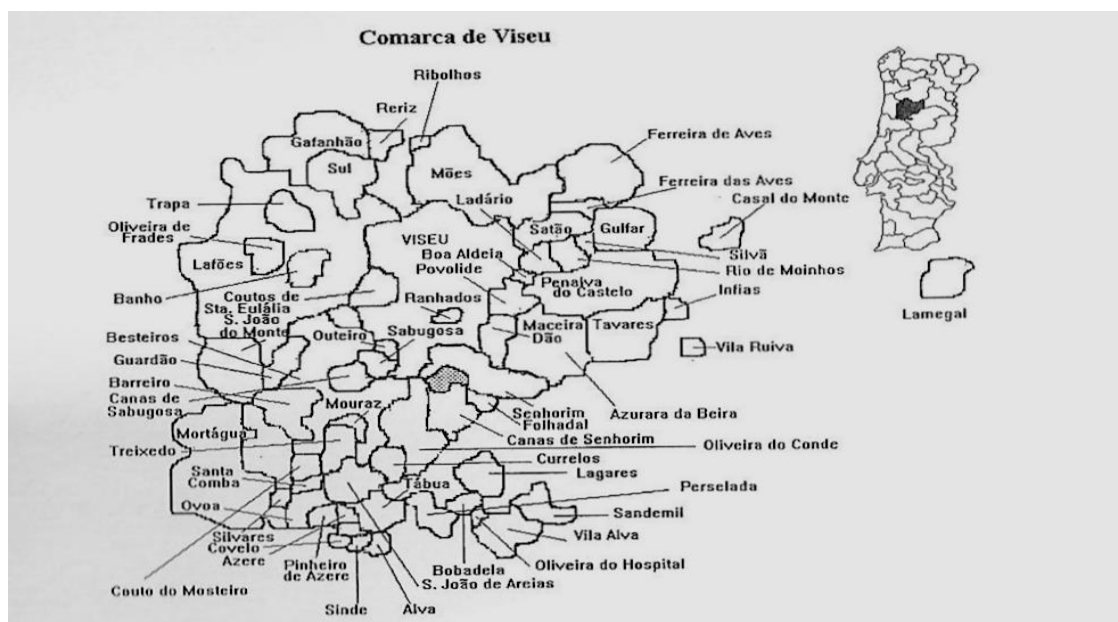 Comarca de Viseu
Ribolhos
Reriz
Gafanhão
Ferreira de Aves
Sul
Mões
Ferreira das Aves
Ladário
Casal do Monte
Trapa
Oliveira de
Frades
VISEU
Satão
Gulfar
Silvã
Boa Aldeia
Lafões
Povolide
Rio de Moinhos
Penalva
do Castelo
Banho
Coutos de
Sta. Eulália
Ranhados
Infias
S. João
do Monte
Lamegal
Besteiros
Outeiro
Sabugosa
Maceira
Dão
Tavares
Vila Ruiva
Guardão
Barreiro
Canas de
Sabugosa
Mouraz
Senhorim
Azurara da Beira
Folhadal
Mortágua
Canas de Senhorim
Oliveira do Conde
Treixedo
Currelos
Santa
Comba
Lagares
Tábua
Perselada
Ovoa
Sandemil
Silvares
Covelo
Vila Alva
Azere
Pinheiro
de Azere
Bobadela
Oliveira do Hospital
Couto do Mosteiro
S. João de Areias
Sinde
Alva